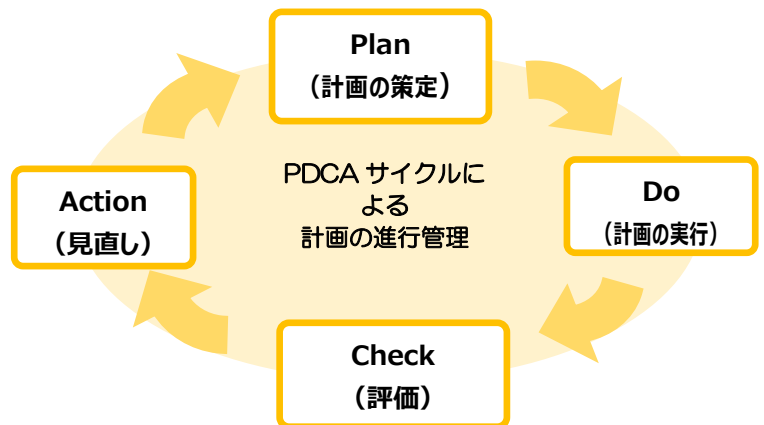 Plan
（計画の策定）
Do
（計画の実行）
Check
（評価）
Action
（見直し）
PDCA サイクルに
よる
計画の進行管理